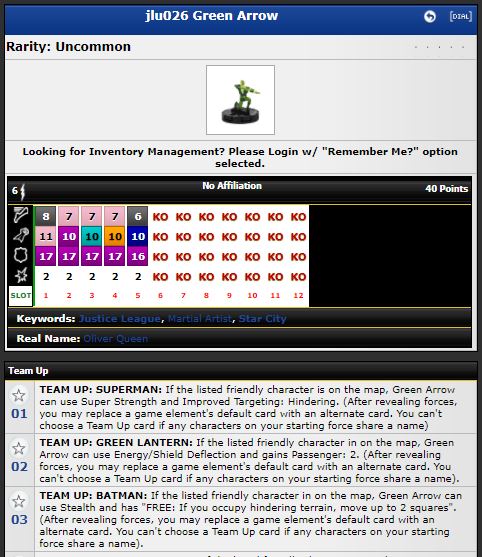 jlu026 Green Arrow
[DIAL]
Rarity: Uncommon
Looking for Inventory Management? Please Login w/ "Remember Me?" option
selected.
6
No Affiliation
40 Points
8 7 7 7 6 KO KO KO KO KO KO KO
11 10 10 10 10 KO KO KO KO KO KO KO
17 17 17 17 16 KO KO KO KO KO KO KO
2 2 2 2 2 KO KO KO KO KO KO KO
SLOT 1 2 3 4 5 6 7 8 9 10 11 12
Keywords: Justice League, Martial Artist, Star City
Real Name: Oliver Queen
Team Up
01
TEAM UP: SUPERMAN: If the listed friendly character is on the map, Green Arrow
can use Super Strength and Improved Targeting: Hindering. (After revealing
forces, you may replace a game element's default card with an alternate card. You can't
choose a Team Up card if any characters on your starting force share a name)
02
TEAM UP: GREEN LANTERN: If the listed friendly character in on the map, Green
Arrow can use Energy/Shield Deflection and gains Passenger: 2. (After revealing
forces, you may replace a game element's default card with an alternate card. You
can't choose a Team Up card if any characters on your starting force share a name).
03
TEAM UP: BATMAN: If the listed friendly character in on the map, Green Arrow can
use Stealth and has "FREE: If you occupy hindering terrain, move up to 2 squares".
(After revealing forces, you may replace a game element's default card with an
alternate card. You can't choose a Team Up card if any characters on your starting
force share a name).